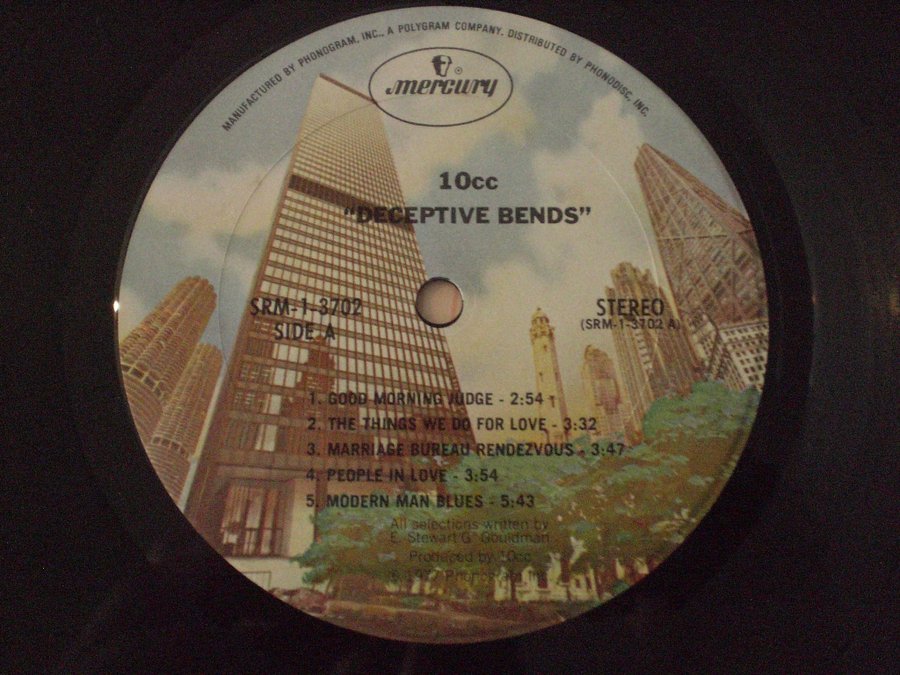 MANUFACTURED BY PHONOGRAM, INC., A POLYGRAM COMPANY. DISTRIBUTED BY PHONODISC, INC.
mercury ®
10cc
"DECEPTIVE BENDS"
SRM-1-3702
SIDE A
STEREO
(SRM-1-3702 A)
1. GOOD MORNING JUDGE - 2:54
2. THE THINGS WE DO FOR LOVE - 3:32
3. MARRIAGE BUREAU RENDEZVOUS - 3:47
4. PEOPLE IN LOVE - 3:54
5. MODERN MAN BLUES - 5:43
All selections written by
E. Stewart/G. Gouldman
Produced by 10cc